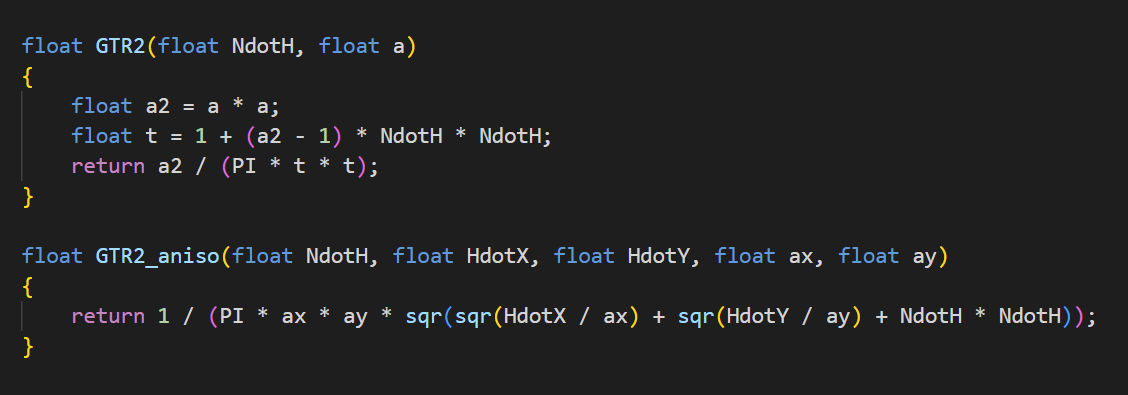 float GTR2(float NdotH, float a)
{
    float a2 = a * a;
    float t = 1 + (a2 - 1) * NdotH * NdotH;
    return a2 / (PI * t * t);
}

float GTR2_aniso(float NdotH, float HdotX, float HdotY, float ax, float ay)
{
    return 1 / (PI * ax * ay * sqr(sqr(HdotX / ax) + sqr(HdotY / ay) + NdotH * NdotH));
}